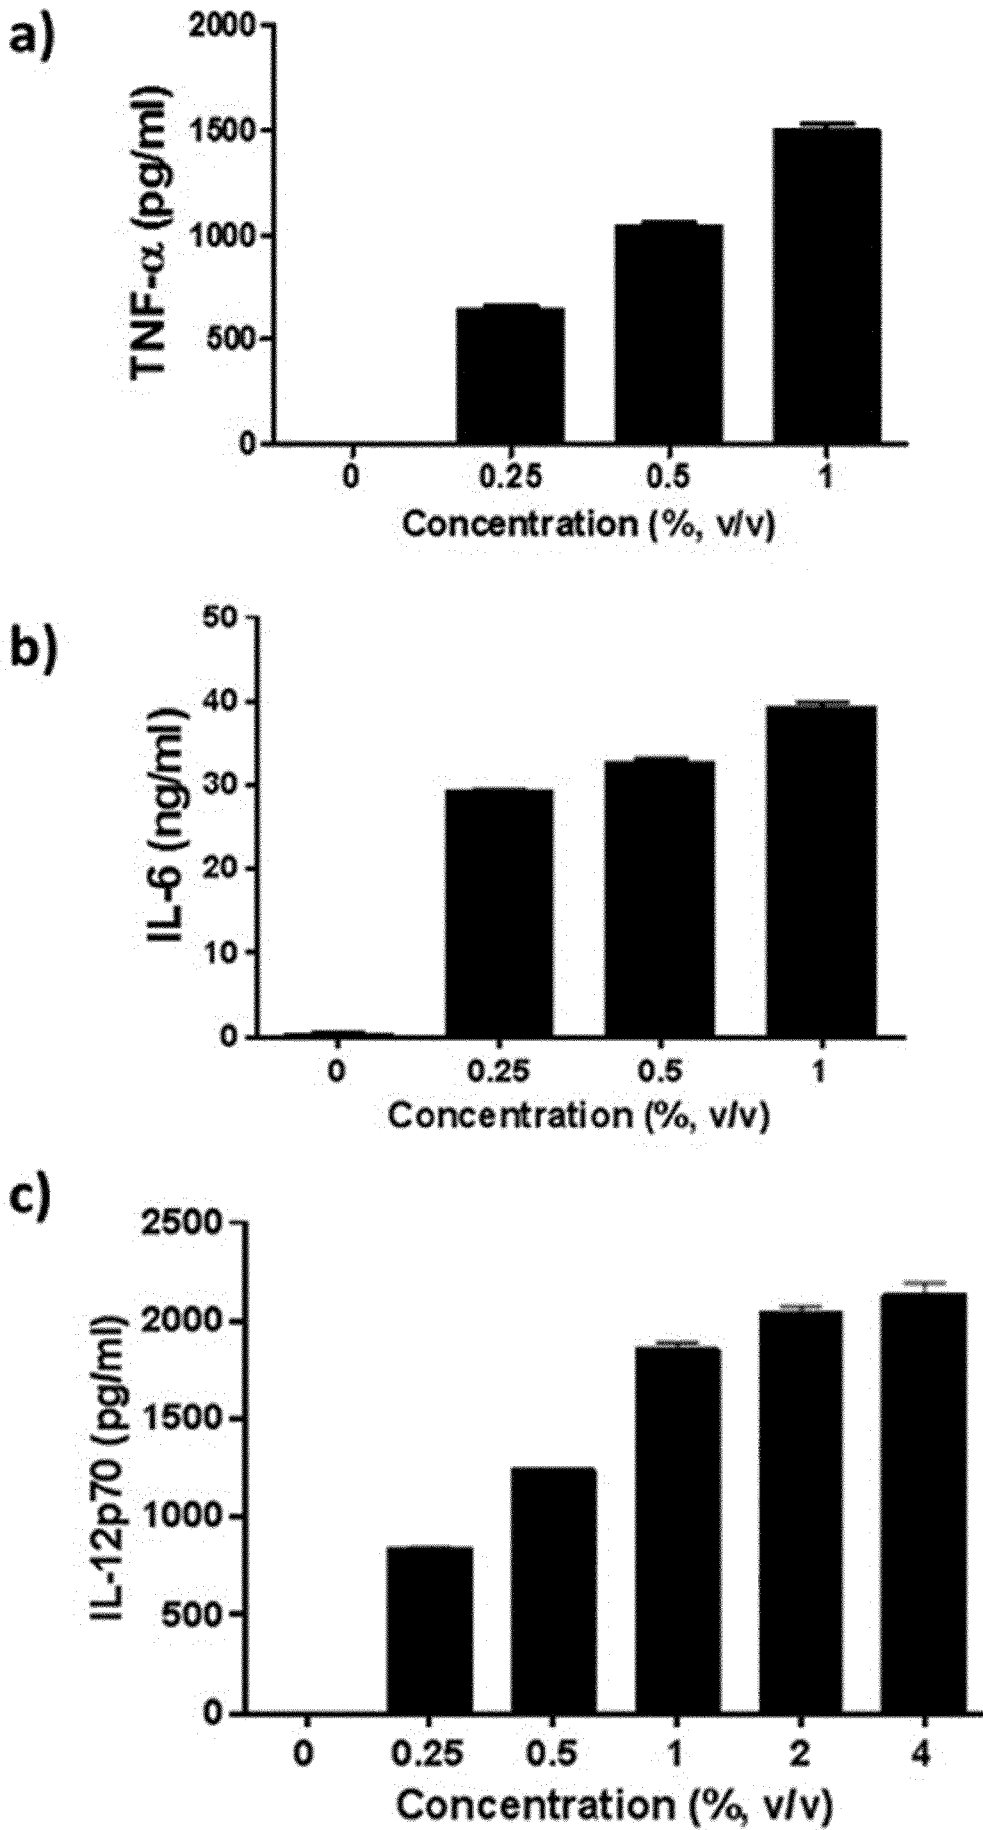 a)
TNF-α (pg/ml)
2000
1500
1000
500
0
0 0.25 0.5 1
Concentration (%, v/v)
b)
IL-6 (ng/ml)
50
40
30
20
10
0
0 0.25 0.5 1
Concentration (%, v/v)
c)
IL-12p70 (pg/ml)
2500
2000
1500
1000
500
0
0 0.25 0.5 1 2 4
Concentration (%, v/v)